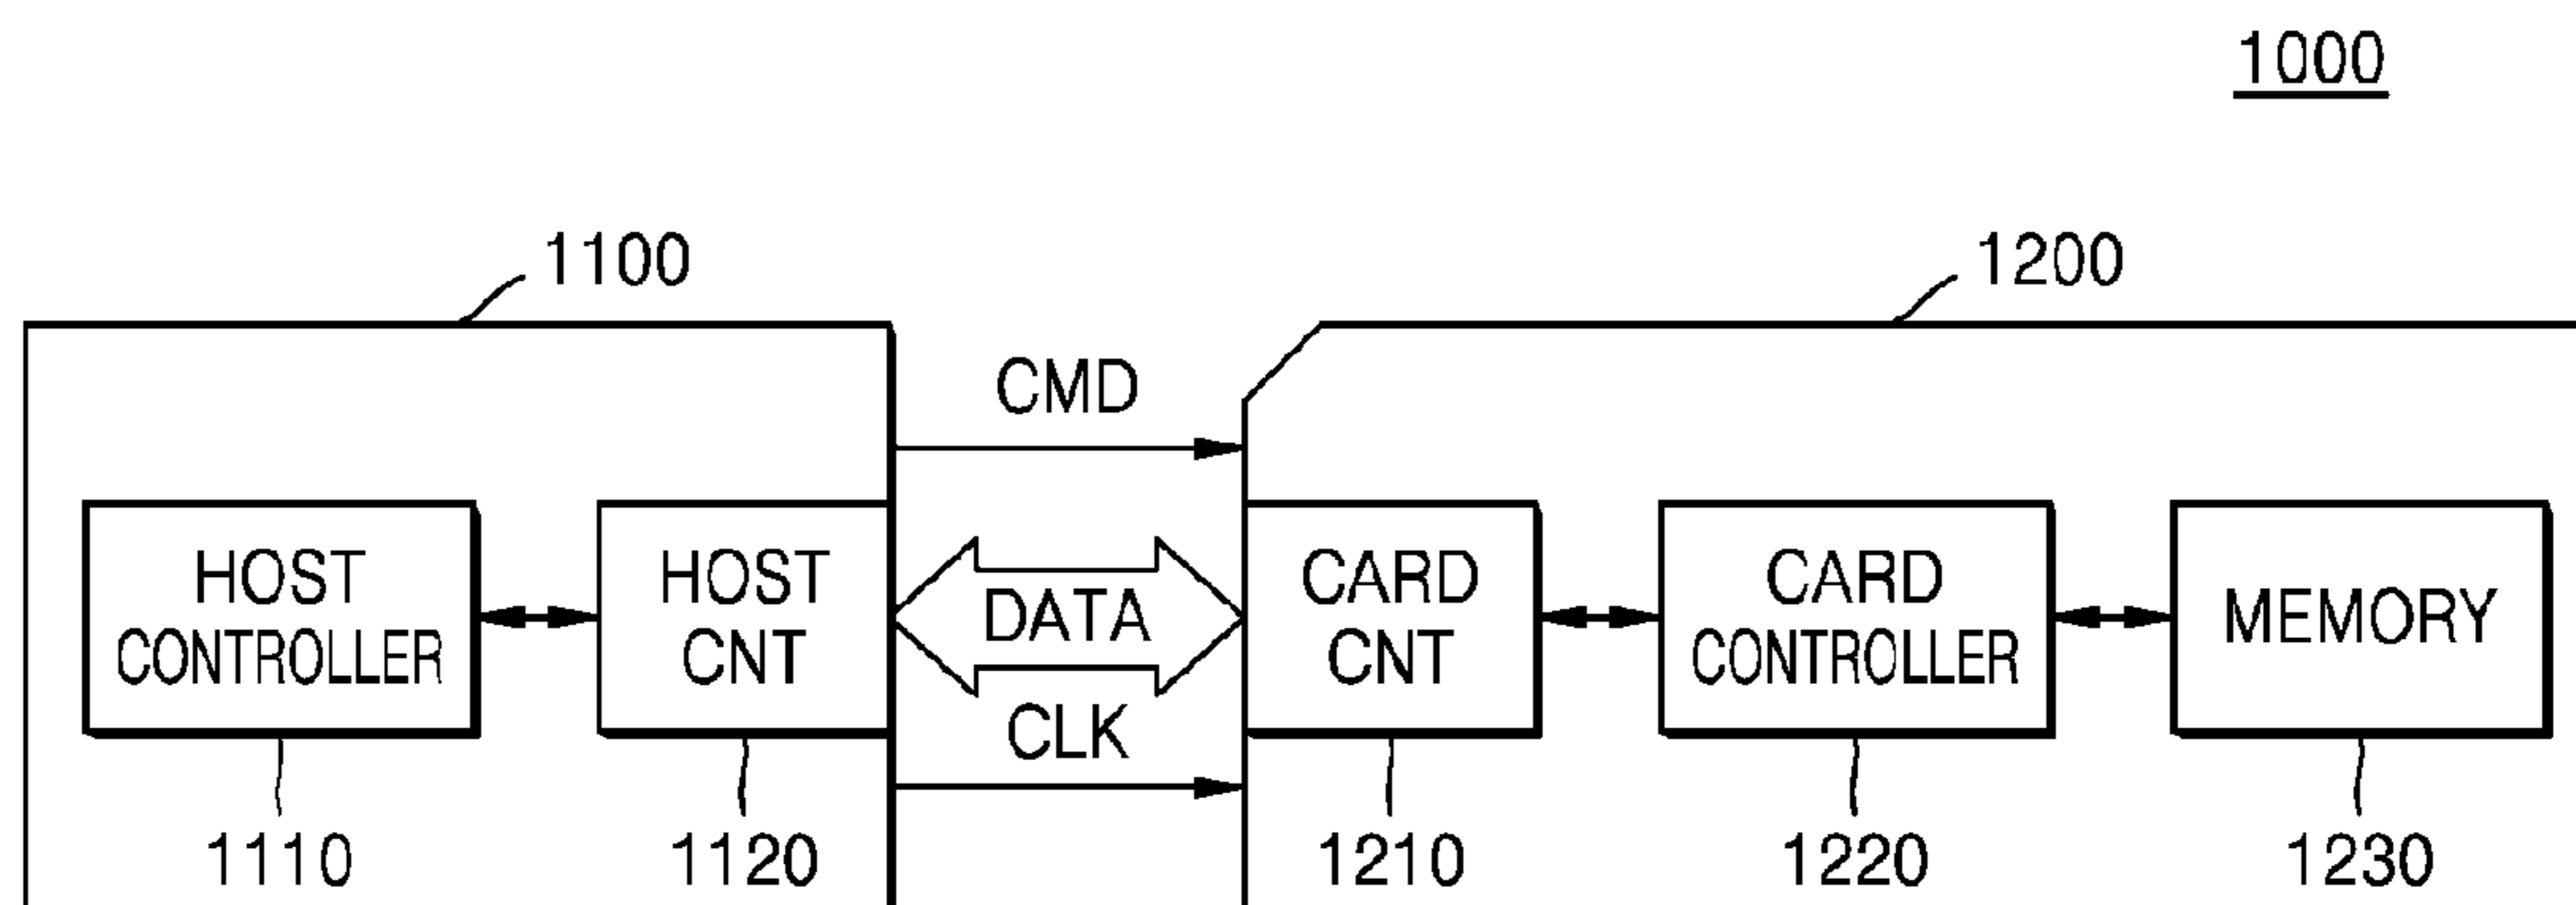 1000
1100
1200
CMD
HOST
CONTROLLER
HOST
CNT
DATA
CARD
CNT
CARD
CONTROLLER
MEMORY
CLK
1110
1120
1210
1220
1230